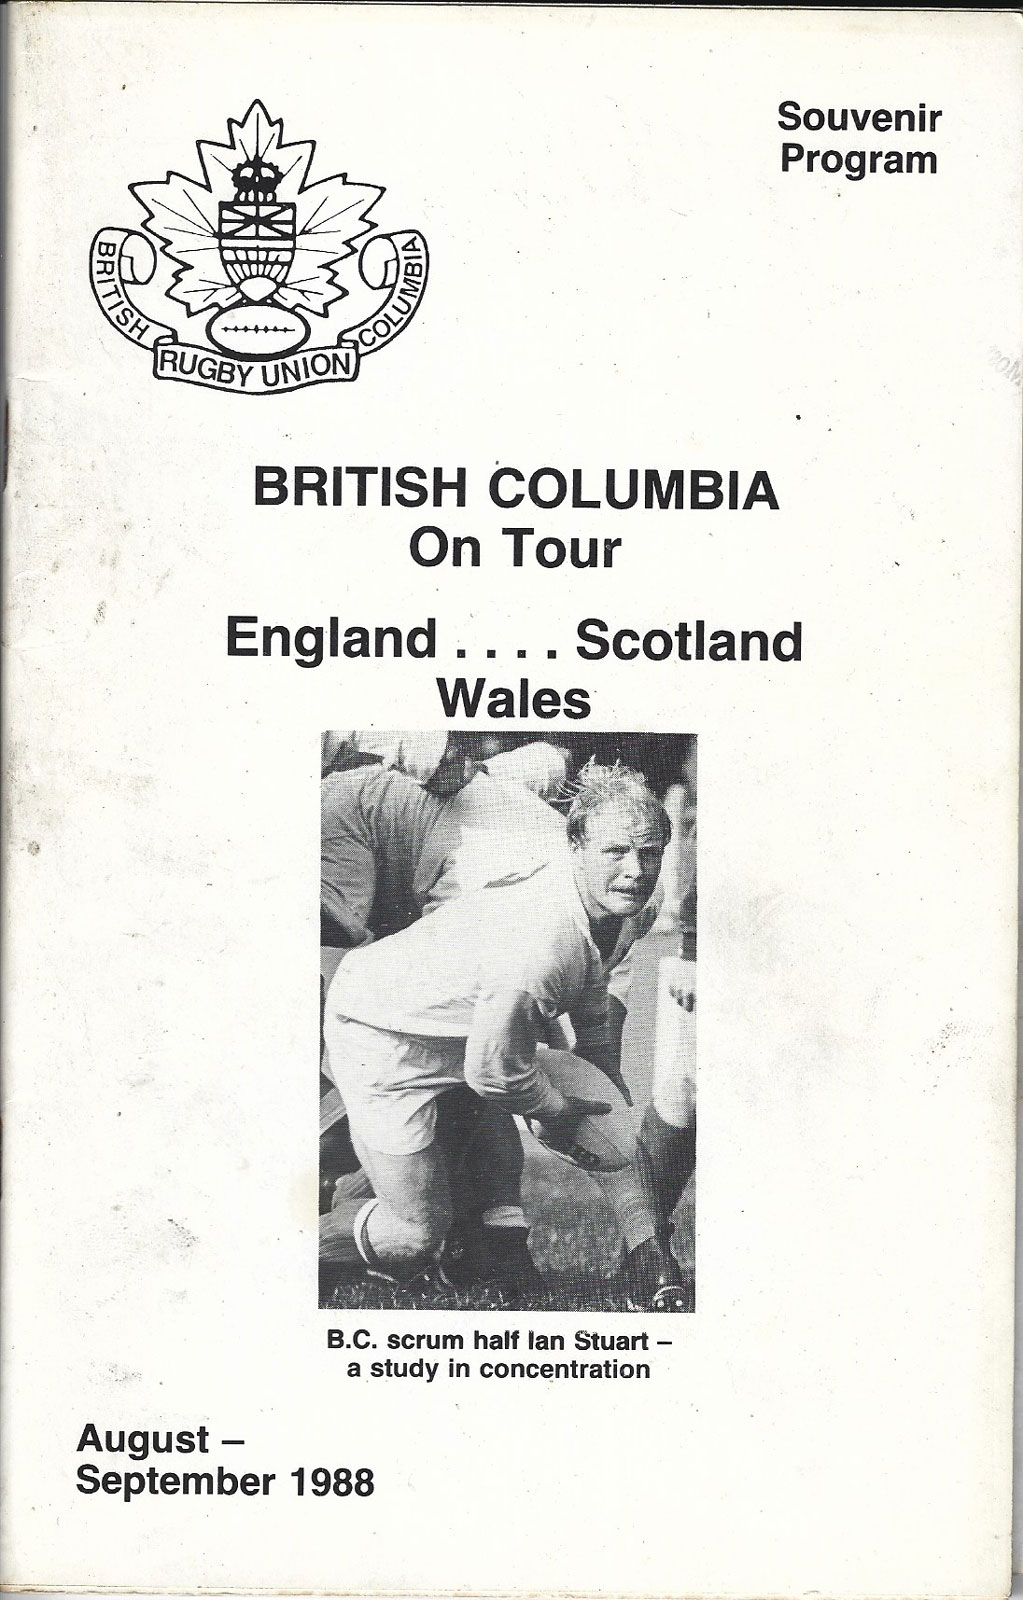 Souvenir
Program
BRITISH COLUMBIA
RUGBY UNION
BRITISH COLUMBIA
On Tour
England . . . . Scotland
Wales
B.C. scrum half Ian Stuart –
a study in concentration
August –
September 1988